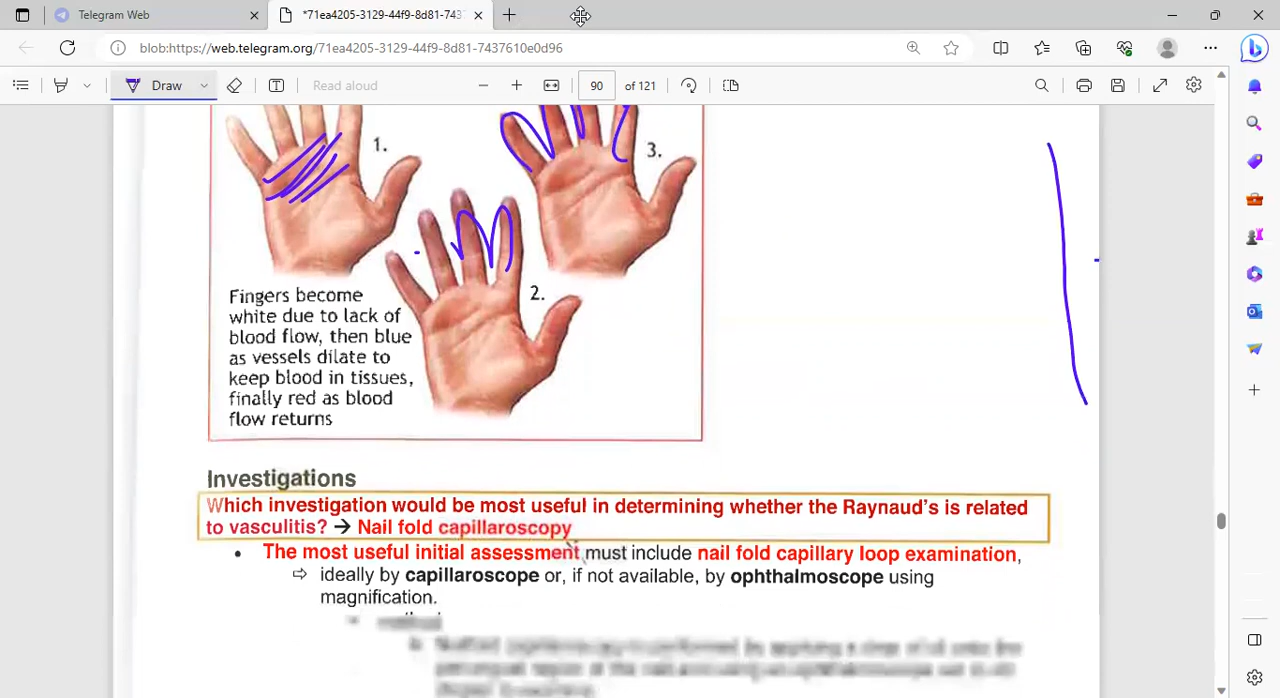 Telegram Web
*71ea4205-3129-44f9-8d81-743
blob:https://web.telegram.org/71ea4205-3129-44f9-8d81-7437610e0d96
Draw
Read aloud
90
of 121
1.
3.
2.
Fingers become
white due to lack of
blood flow, then blue
as vessels dilate to
keep blood in tissues,
finally red as blood
flow returns
Investigations
Which investigation would be most useful in determining whether the Raynaud's is related
to vasculitis? → Nail fold capillaroscopy
• The most useful initial assessment must include nail fold capillary loop examination,
⇨ ideally by capillaroscope or, if not available, by ophthalmoscope using
magnification.